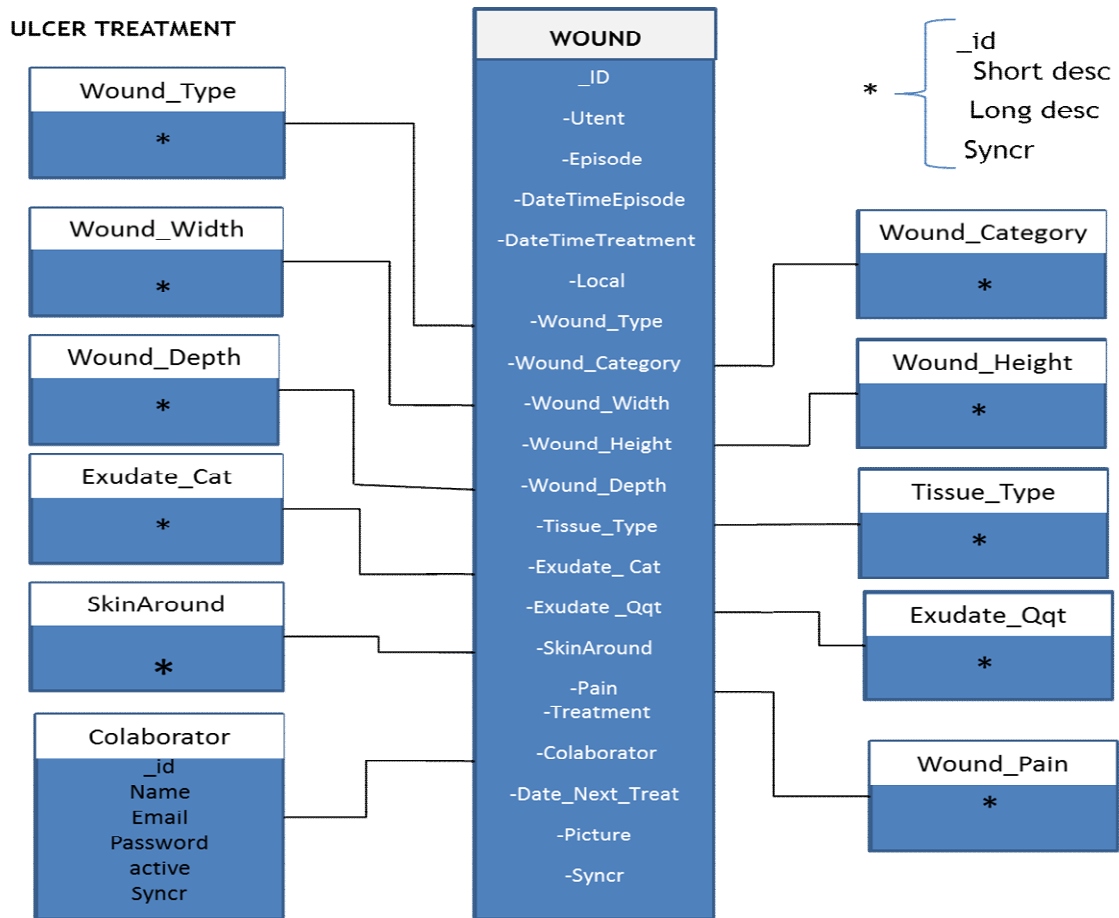 ULCER TREATMENT
Wound_Type
*
Wound_Width
*
Wound_Depth
*
Exudate_Cat
*
SkinAround
*
Colaborator
_id
Name
Email
Password
active
Syncr
WOUND
_ID
-Utent
-Episode
-DateTimeEpisode
-DateTimeTreatment
-Local
-Wound_Type
-Wound_Category
-Wound_Width
-Wound_Height
-Wound_Depth
-Tissue_Type
-Exudate_ Cat
-Exudate _Qqt
-SkinAround
-Pain
-Treatment
-Colaborator
-Date_Next_Treat
-Picture
-Syncr
*
_id
Short desc
Long desc
Syncr
Wound_Category
*
Wound_Height
*
Tissue_Type
*
Exudate_Qqt
*
Wound_Pain
*